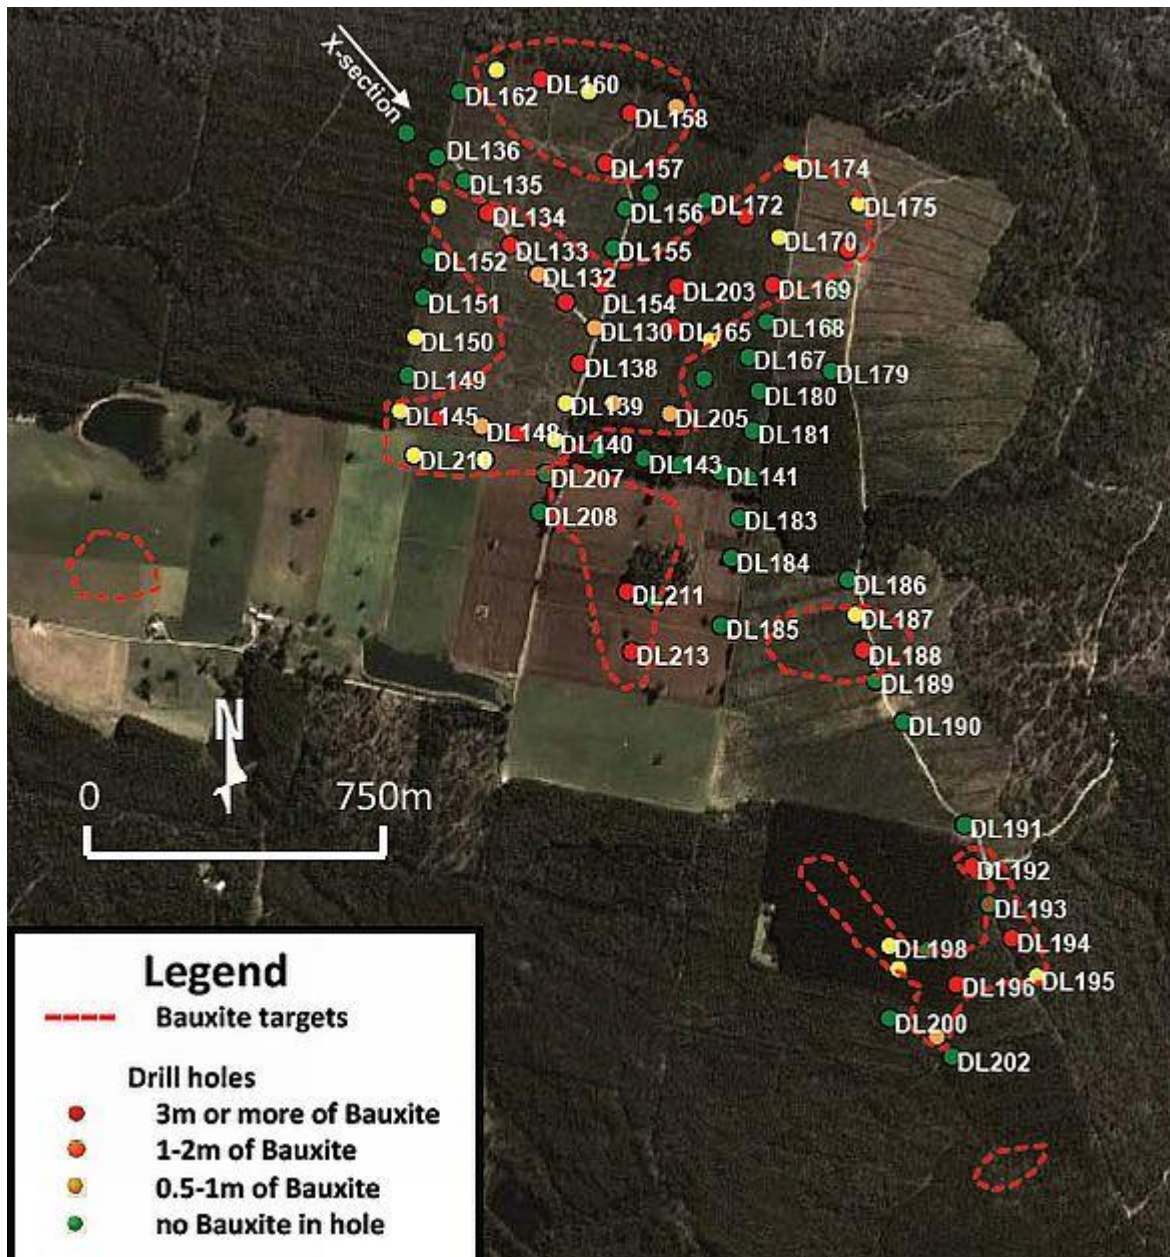 X-section
DL160
DL162
DL158
DL136
DL157
DL174
DL135
DL134
DL156
DL172
DL175
DL133
DL155
DL170
DL152
DL132
DL151
DL154
DL203
DL169
DL130
DL165
DL168
DL150
DL138
DL167
DL149
DL179
DL180
DL139
DL145
DL148
DL205
DL140
DL181
DL210
DL143
DL207
DL141
DL208
DL183
DL184
DL186
DL211
DL187
DL185
DL213
DL188
DL189
DL190
N
0 750m
DL191
DL192
DL193
DL198
DL194
DL195
DL196
DL200
DL202
Legend
Bauxite targets
Drill holes
3m or more of Bauxite
1-2m of Bauxite
0.5-1m of Bauxite
no Bauxite in hole